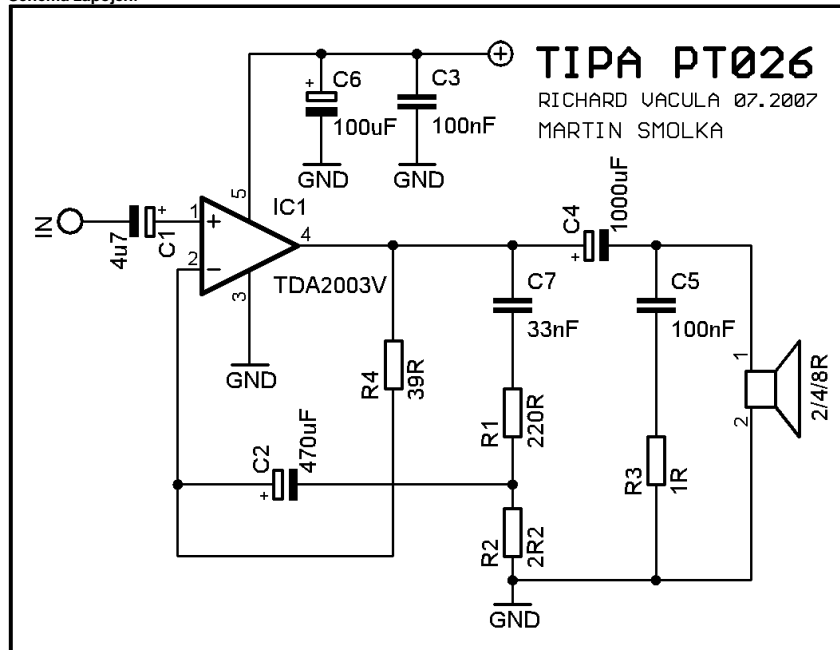 TIPA PT026
RICHARD VACULA 07.2007
MARTIN SMOLKA
C6
100uF
C3
100nF
GND
GND
5
IN
4u7
C1
1
2
3
4
IC1
TDA2003V
GND
R4
39R
C2
470uF
C7
33nF
R1
220R
R2
2R2
GND
C4
1000uF
C5
100nF
R3
1R
1
2
2/4/8R